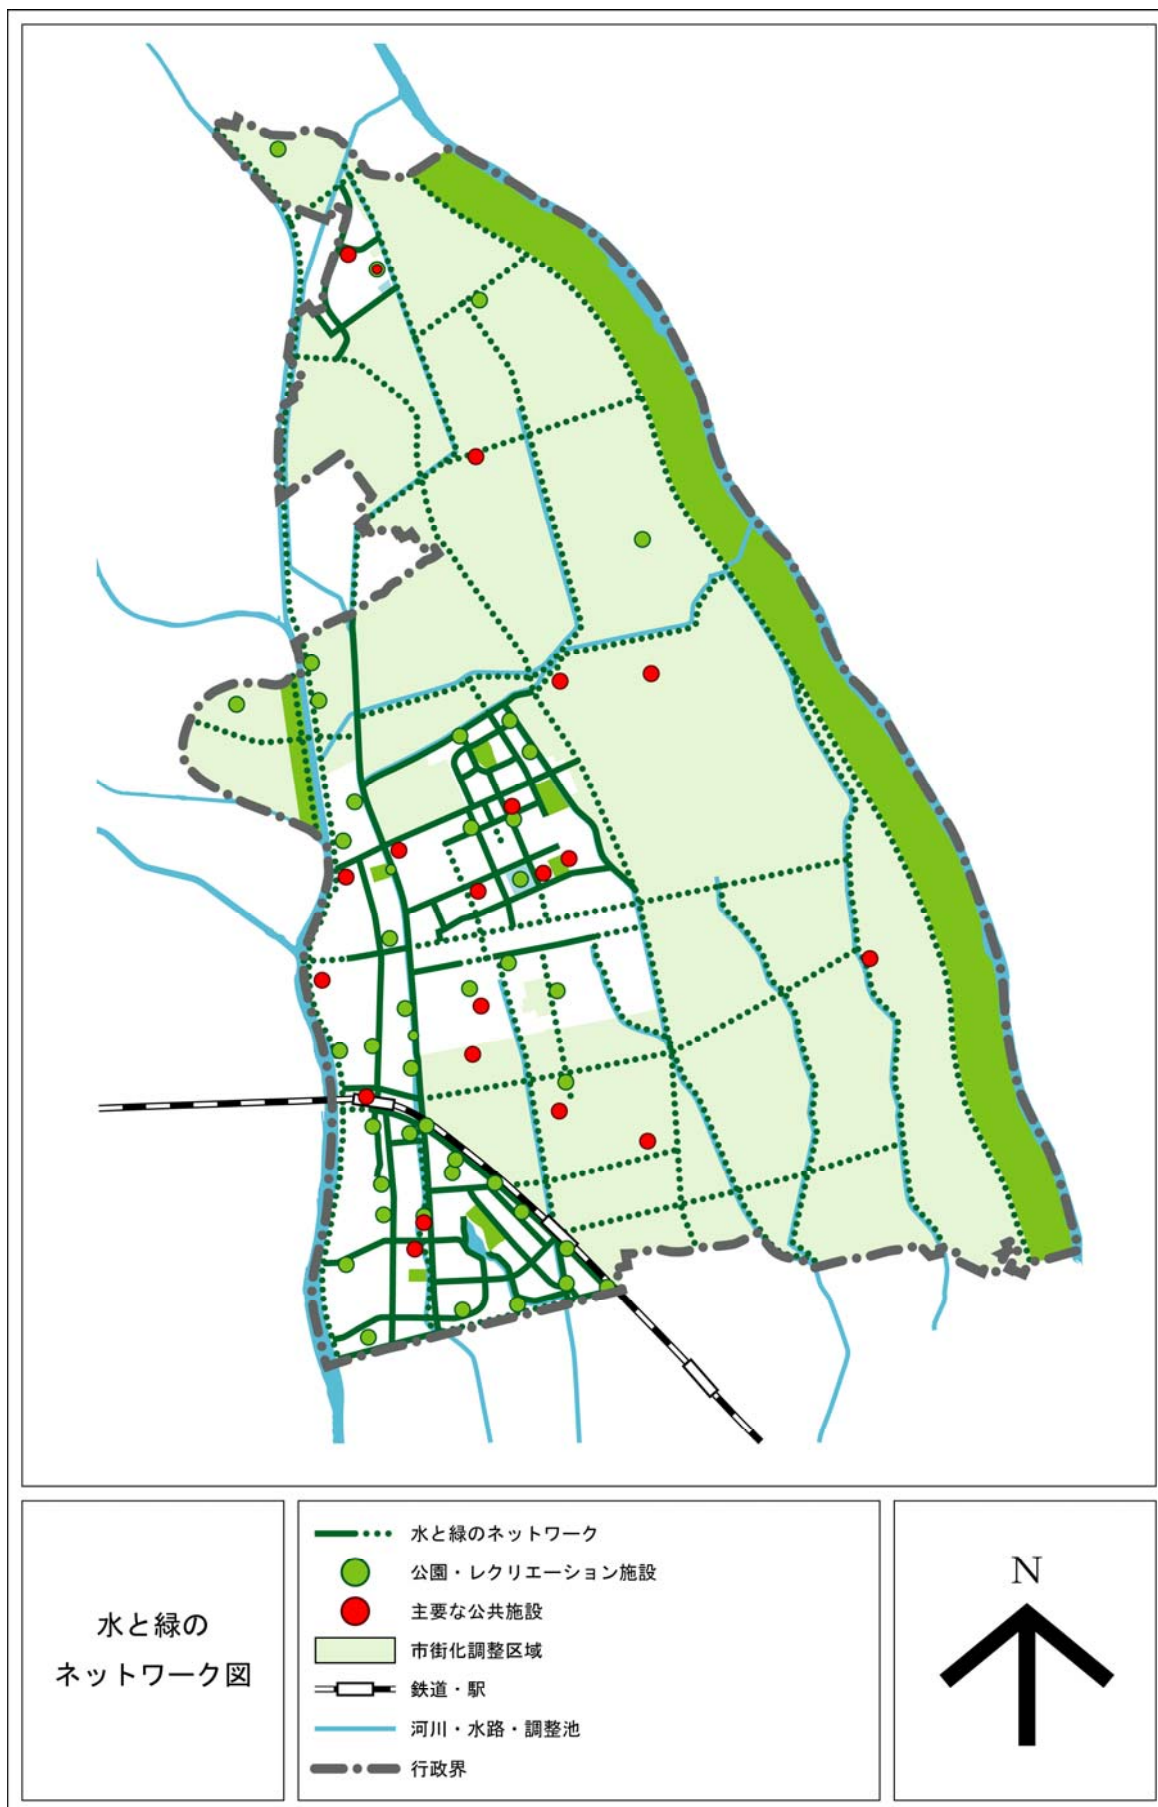 水と緑の
ネットワーク図
水と緑のネットワーク
公園・レクリエーション施設
主要な公共施設
市街化調整区域
鉄道・駅
河川・水路・調整池
行政界
N